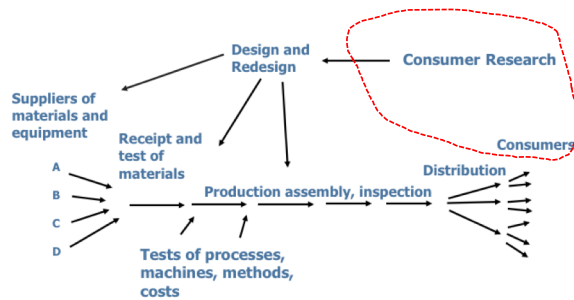 Design and
Redesign
Consumer Research
Suppliers of
materials and
equipment
Receipt and
test of
materials
Consumers
Distribution
A
B
C
D
Production assembly, inspection
Tests of processes,
machines, methods,
costs